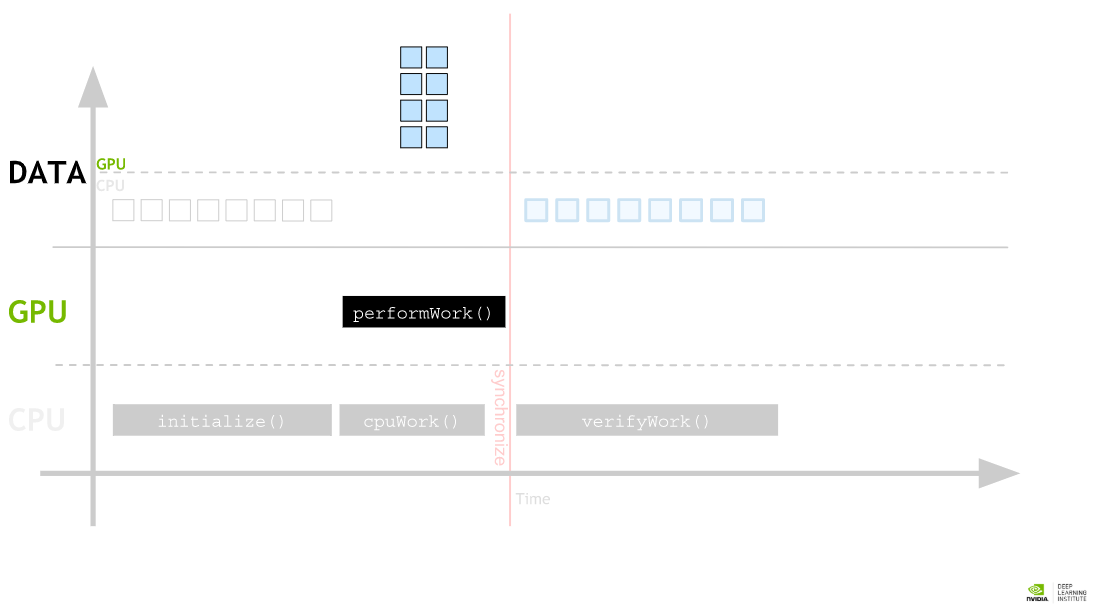 DATA
GPU
CPU
GPU
performWork()
CPU
initialize()
cpuWork()
synchronize
verifyWork()
Time
NVIDIA
DEEP
LEARNING
INSTITUTE